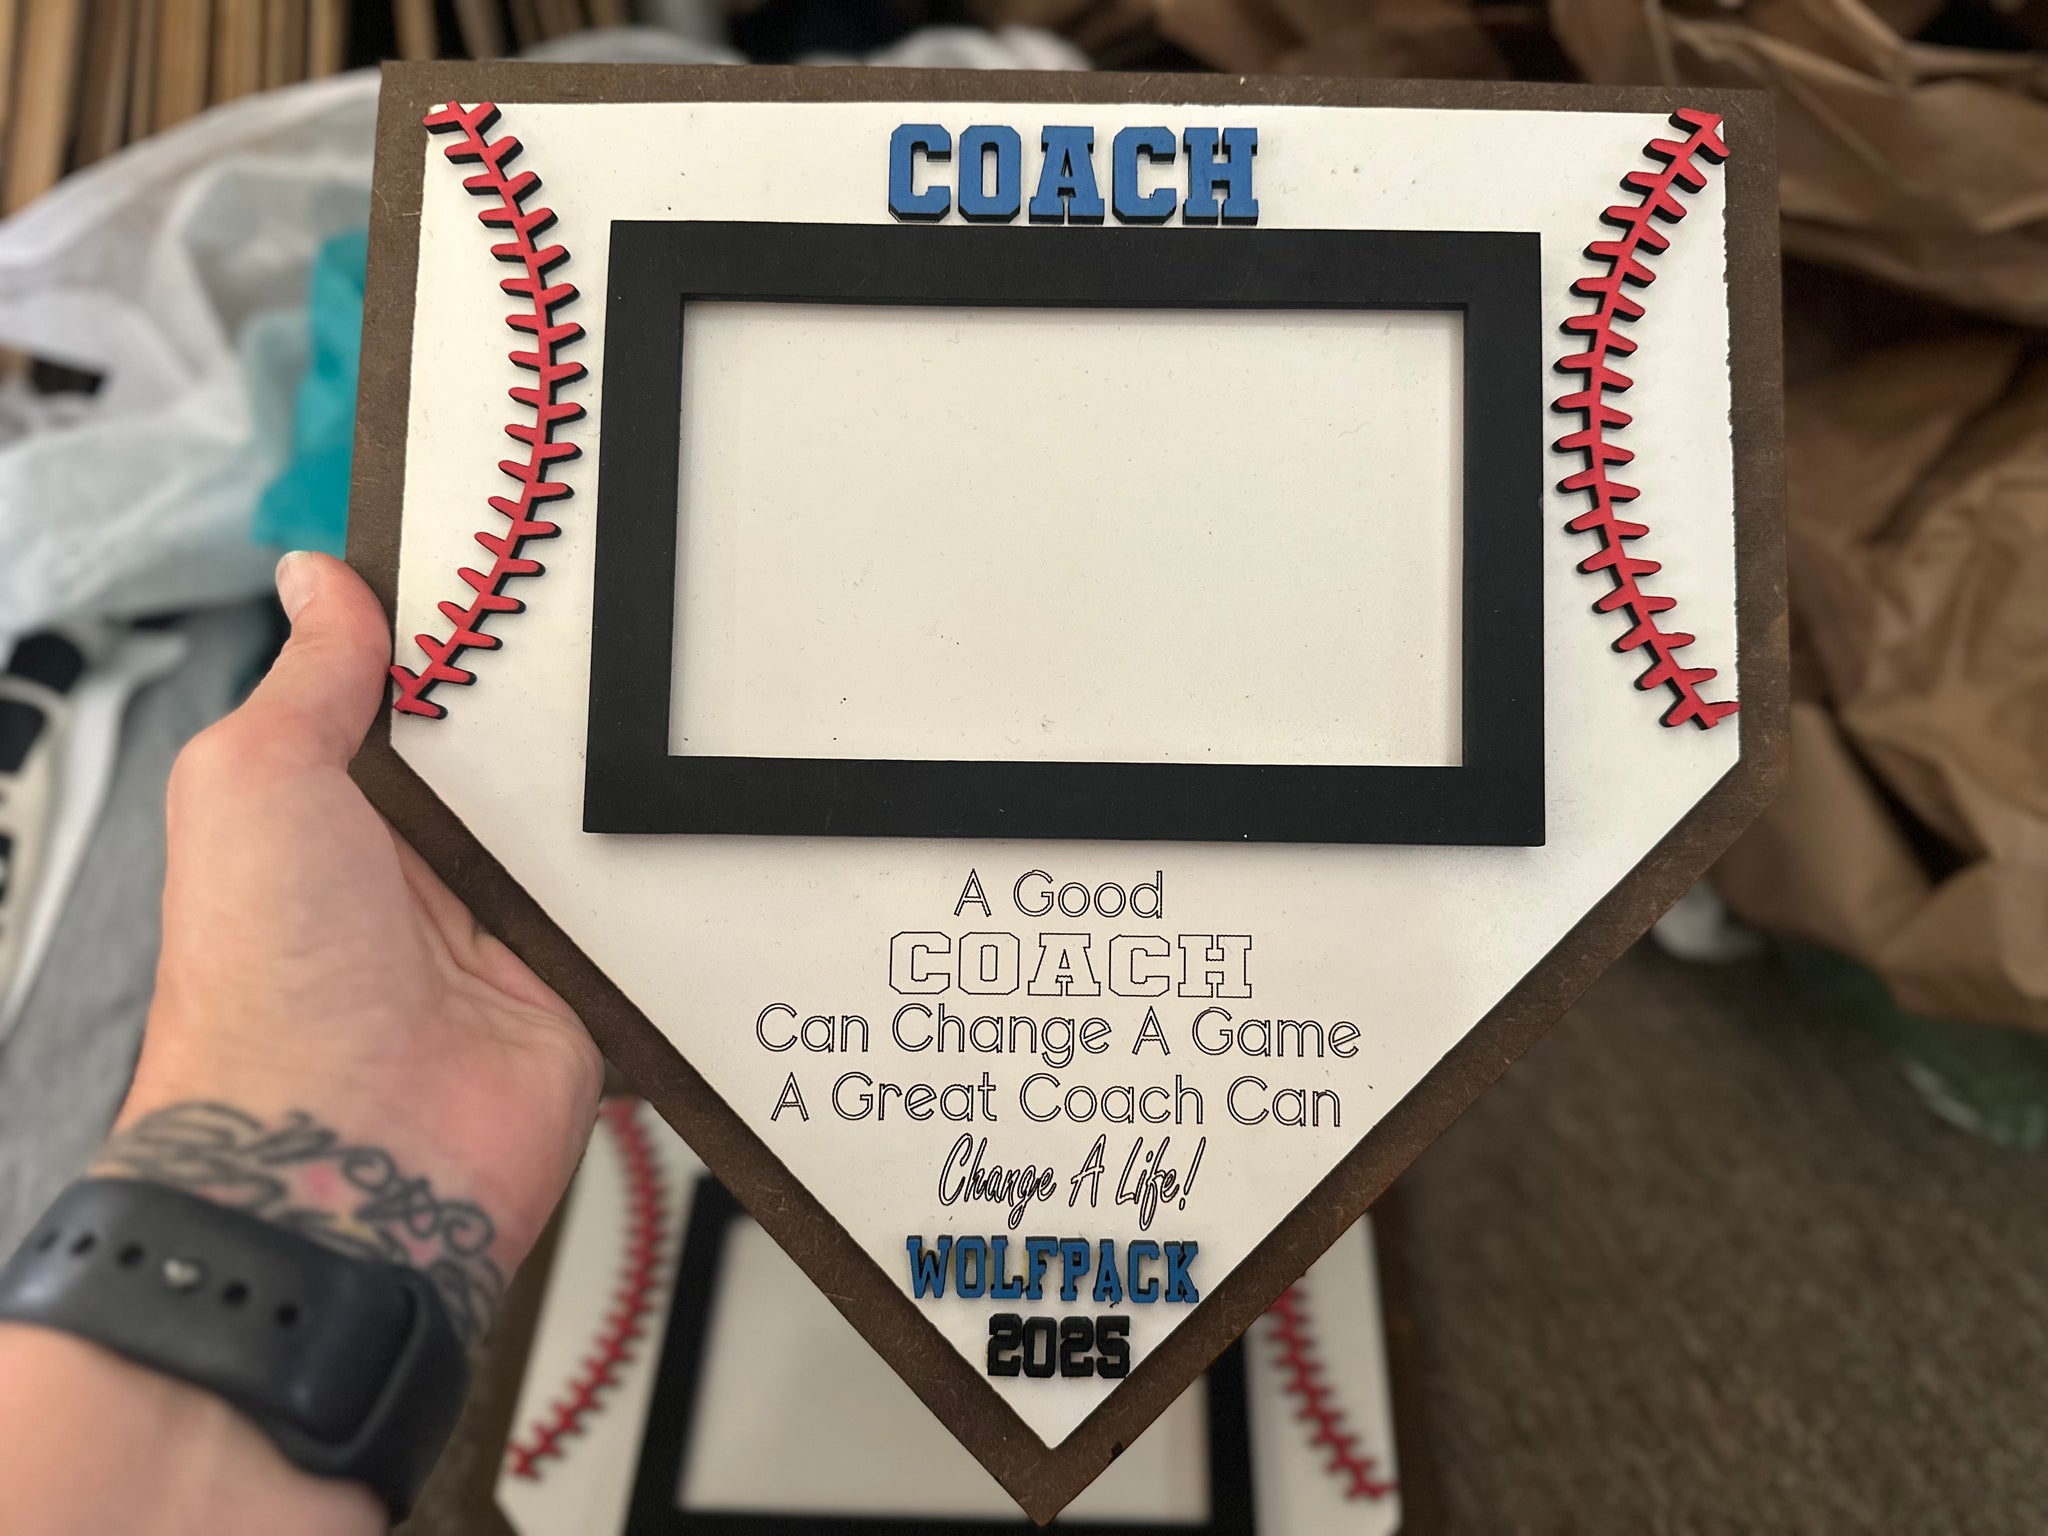 COACH
A Good
COACH
Can Change A Game
A Great Coach Can
Change A Life!
WOLFPACK
2025